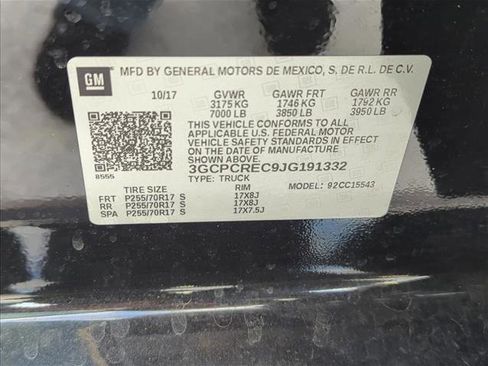 GM MFD BY GENERAL MOTORS DE MEXICO, S. DE R.L. DE C.V.
10/17 GVWR GAWR FRT GAWR RR
3175 KG 1746 KG 1792 KG
7000 LB 3850 LB 3950 LB
THIS VEHICLE CONFORMS TO ALL
APPLICABLE U.S. FEDERAL MOTOR
VEHICLE SAFETY STANDARDS IN EFFECT
ON THE DATE OF MANUFACTURE SHOWN ABOVE.
3GCPCREC9JG191332
8555 TYPE: TRUCK
TIRE SIZE RIM MODEL: 92CC15543
FRT P255/70R17 S 17X8J
RR P255/70R17 S 17X8J
SPA P255/70R17 S 17X7.5J